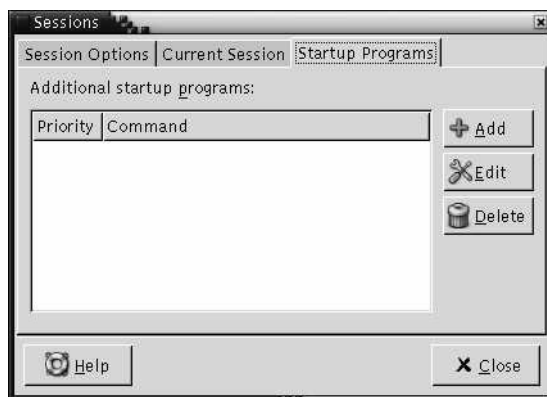 Sessions
Session Options Current Session Startup Programs
Additional startup programs:
Priority Command
Add
Edit
Delete
Help
Close